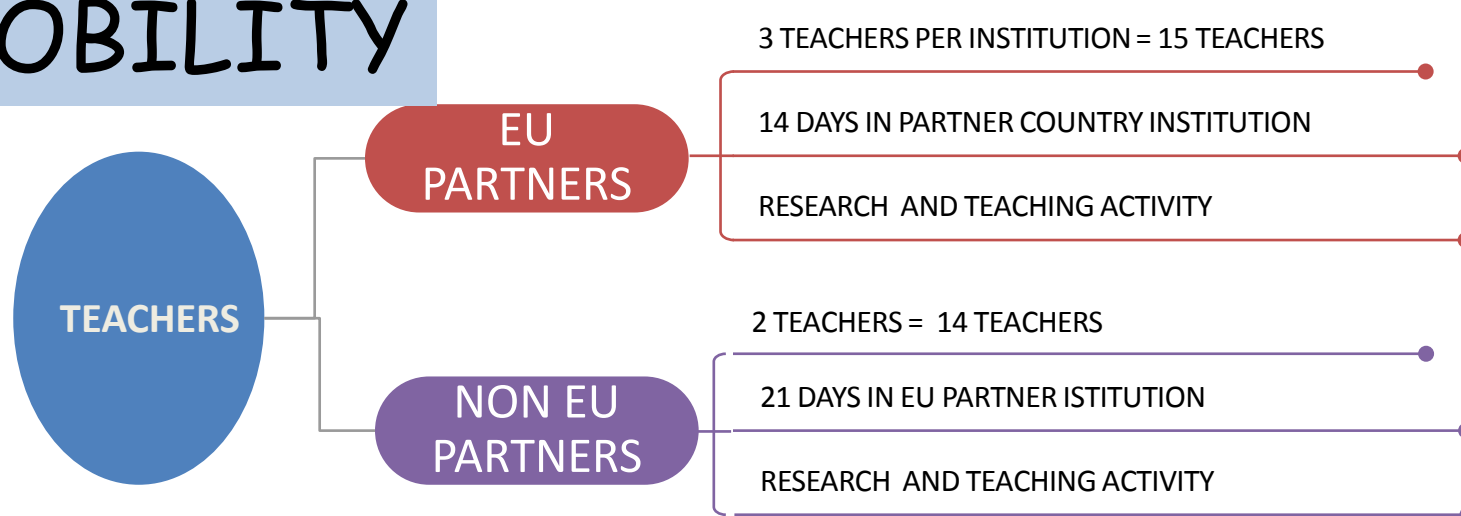 OBILITY
TEACHERS
EU
PARTNERS
3 TEACHERS PER INSTITUTION = 15 TEACHERS
14 DAYS IN PARTNER COUNTRY INSTITUTION
RESEARCH AND TEACHING ACTIVITY
NON EU
PARTNERS
2 TEACHERS = 14 TEACHERS
21 DAYS IN EU PARTNER ISTITUTION
RESEARCH AND TEACHING ACTIVITY